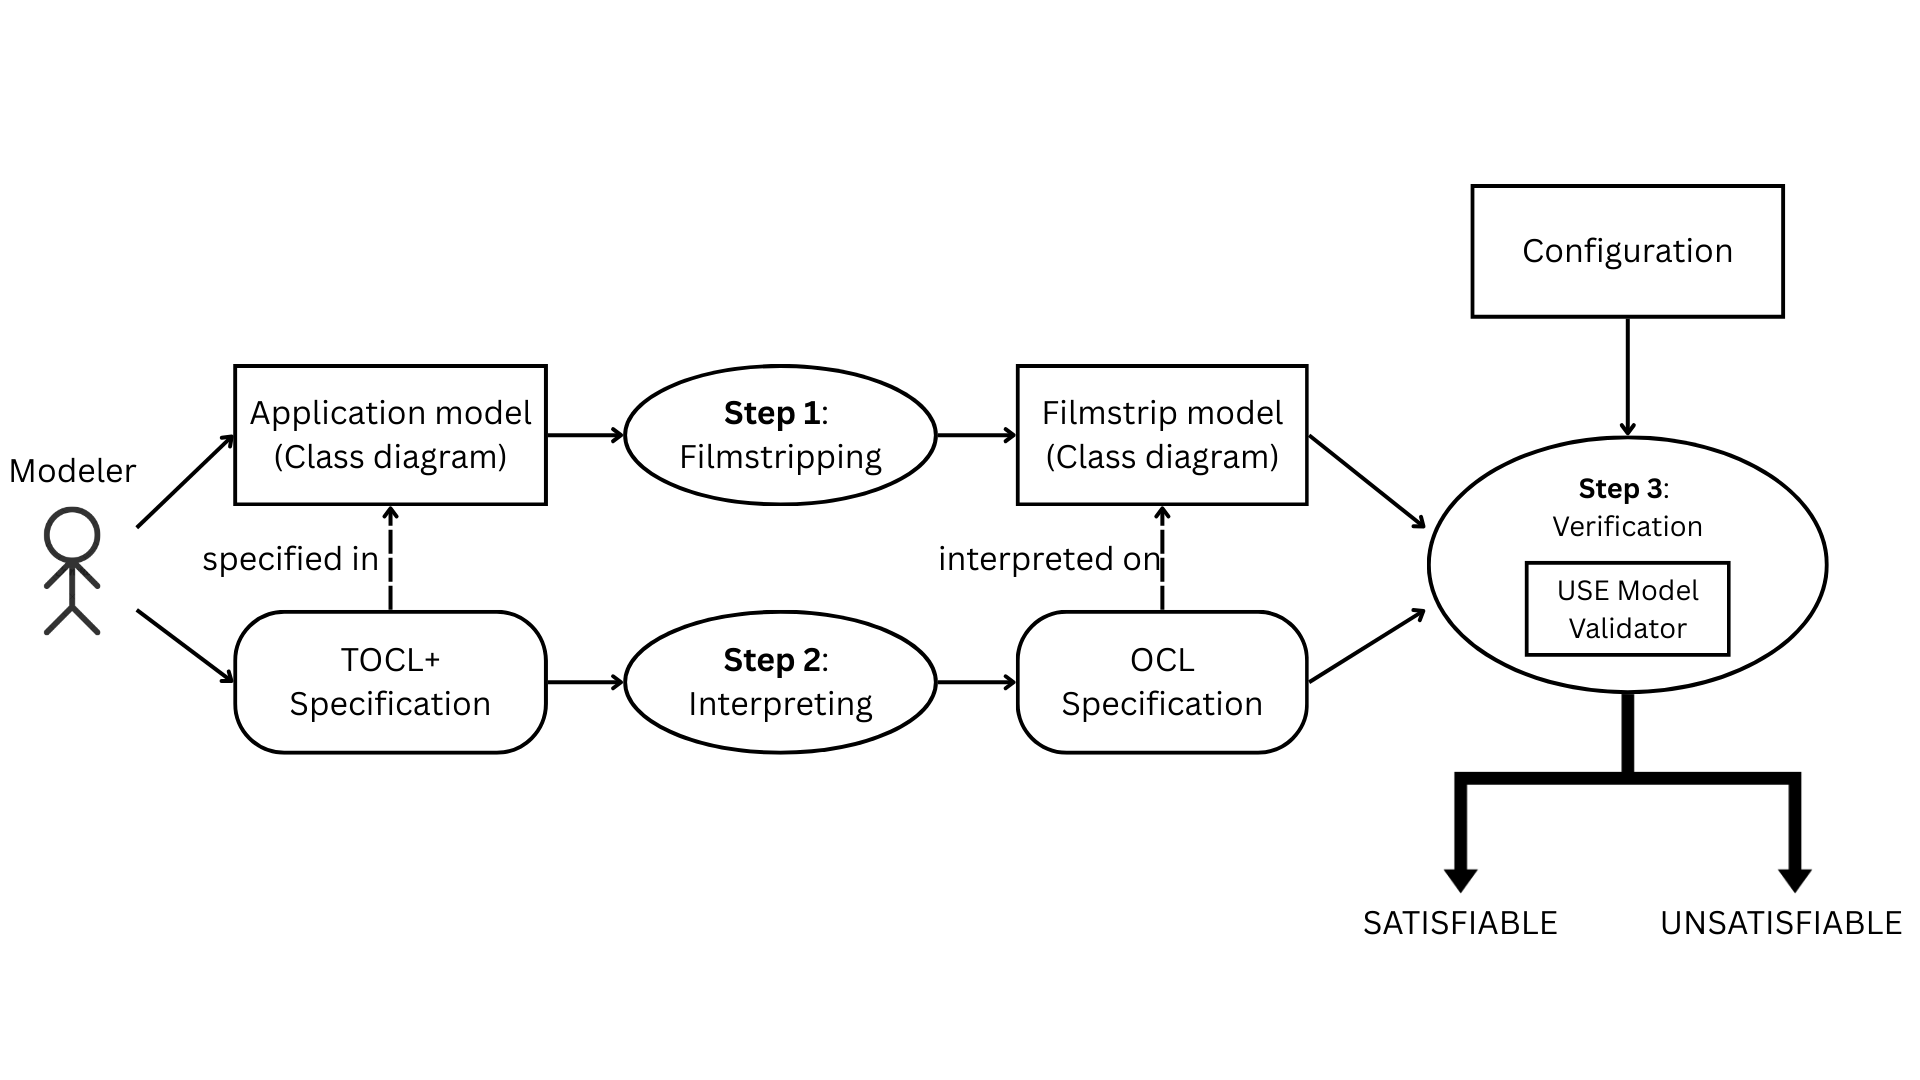 Modeler
Application model
(Class diagram)
specified in
TOCL+
Specification
Step 1:
Filmstripping
Step 2:
Interpreting
Filmstrip model
(Class diagram)
interpreted on
OCL
Specification
Configuration
Step 3:
Verification
USE Model
Validator
SATISFIABLE
UNSATISFIABLE